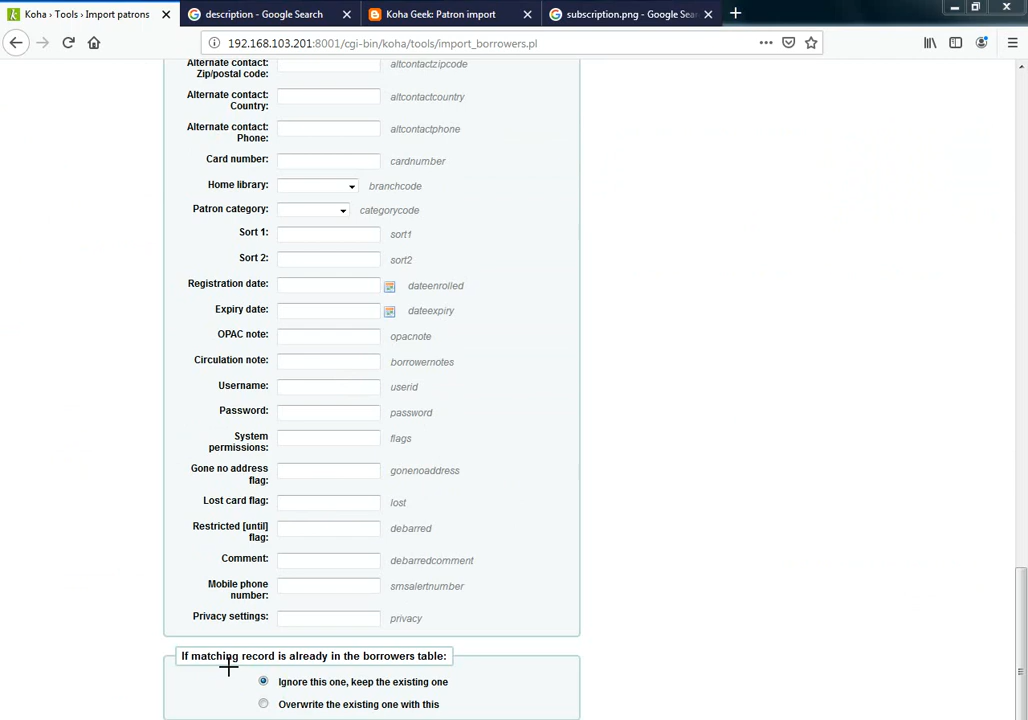 Koha › Tools › Import patrons
description - Google Search
Koha Geek: Patron import
subscription.png - Google Sear
192.168.103.201:8001/cgi-bin/koha/tools/import_borrowers.pl
Alternate contact: altcontactzipcode
Zip/postal code:
Alternate contact: altcontactcountry
Country:
Alternate contact: altcontactphone
Phone:
Card number: cardnumber
Home library: branchcode
Patron category: categorycode
Sort 1: sort1
Sort 2: sort2
Registration date: dateenrolled
Expiry date: dateexpiry
OPAC note: opacnote
Circulation note: borrowernotes
Username: userid
Password: password
System flags
permissions:
Gone no address gonenoaddress
flag:
Lost card flag: lost
Restricted [until] debarred
flag:
Comment: debarredcomment
Mobile phone smsalertnumber
number:
Privacy settings: privacy
If matching record is already in the borrowers table:
Ignore this one, keep the existing one
Overwrite the existing one with this